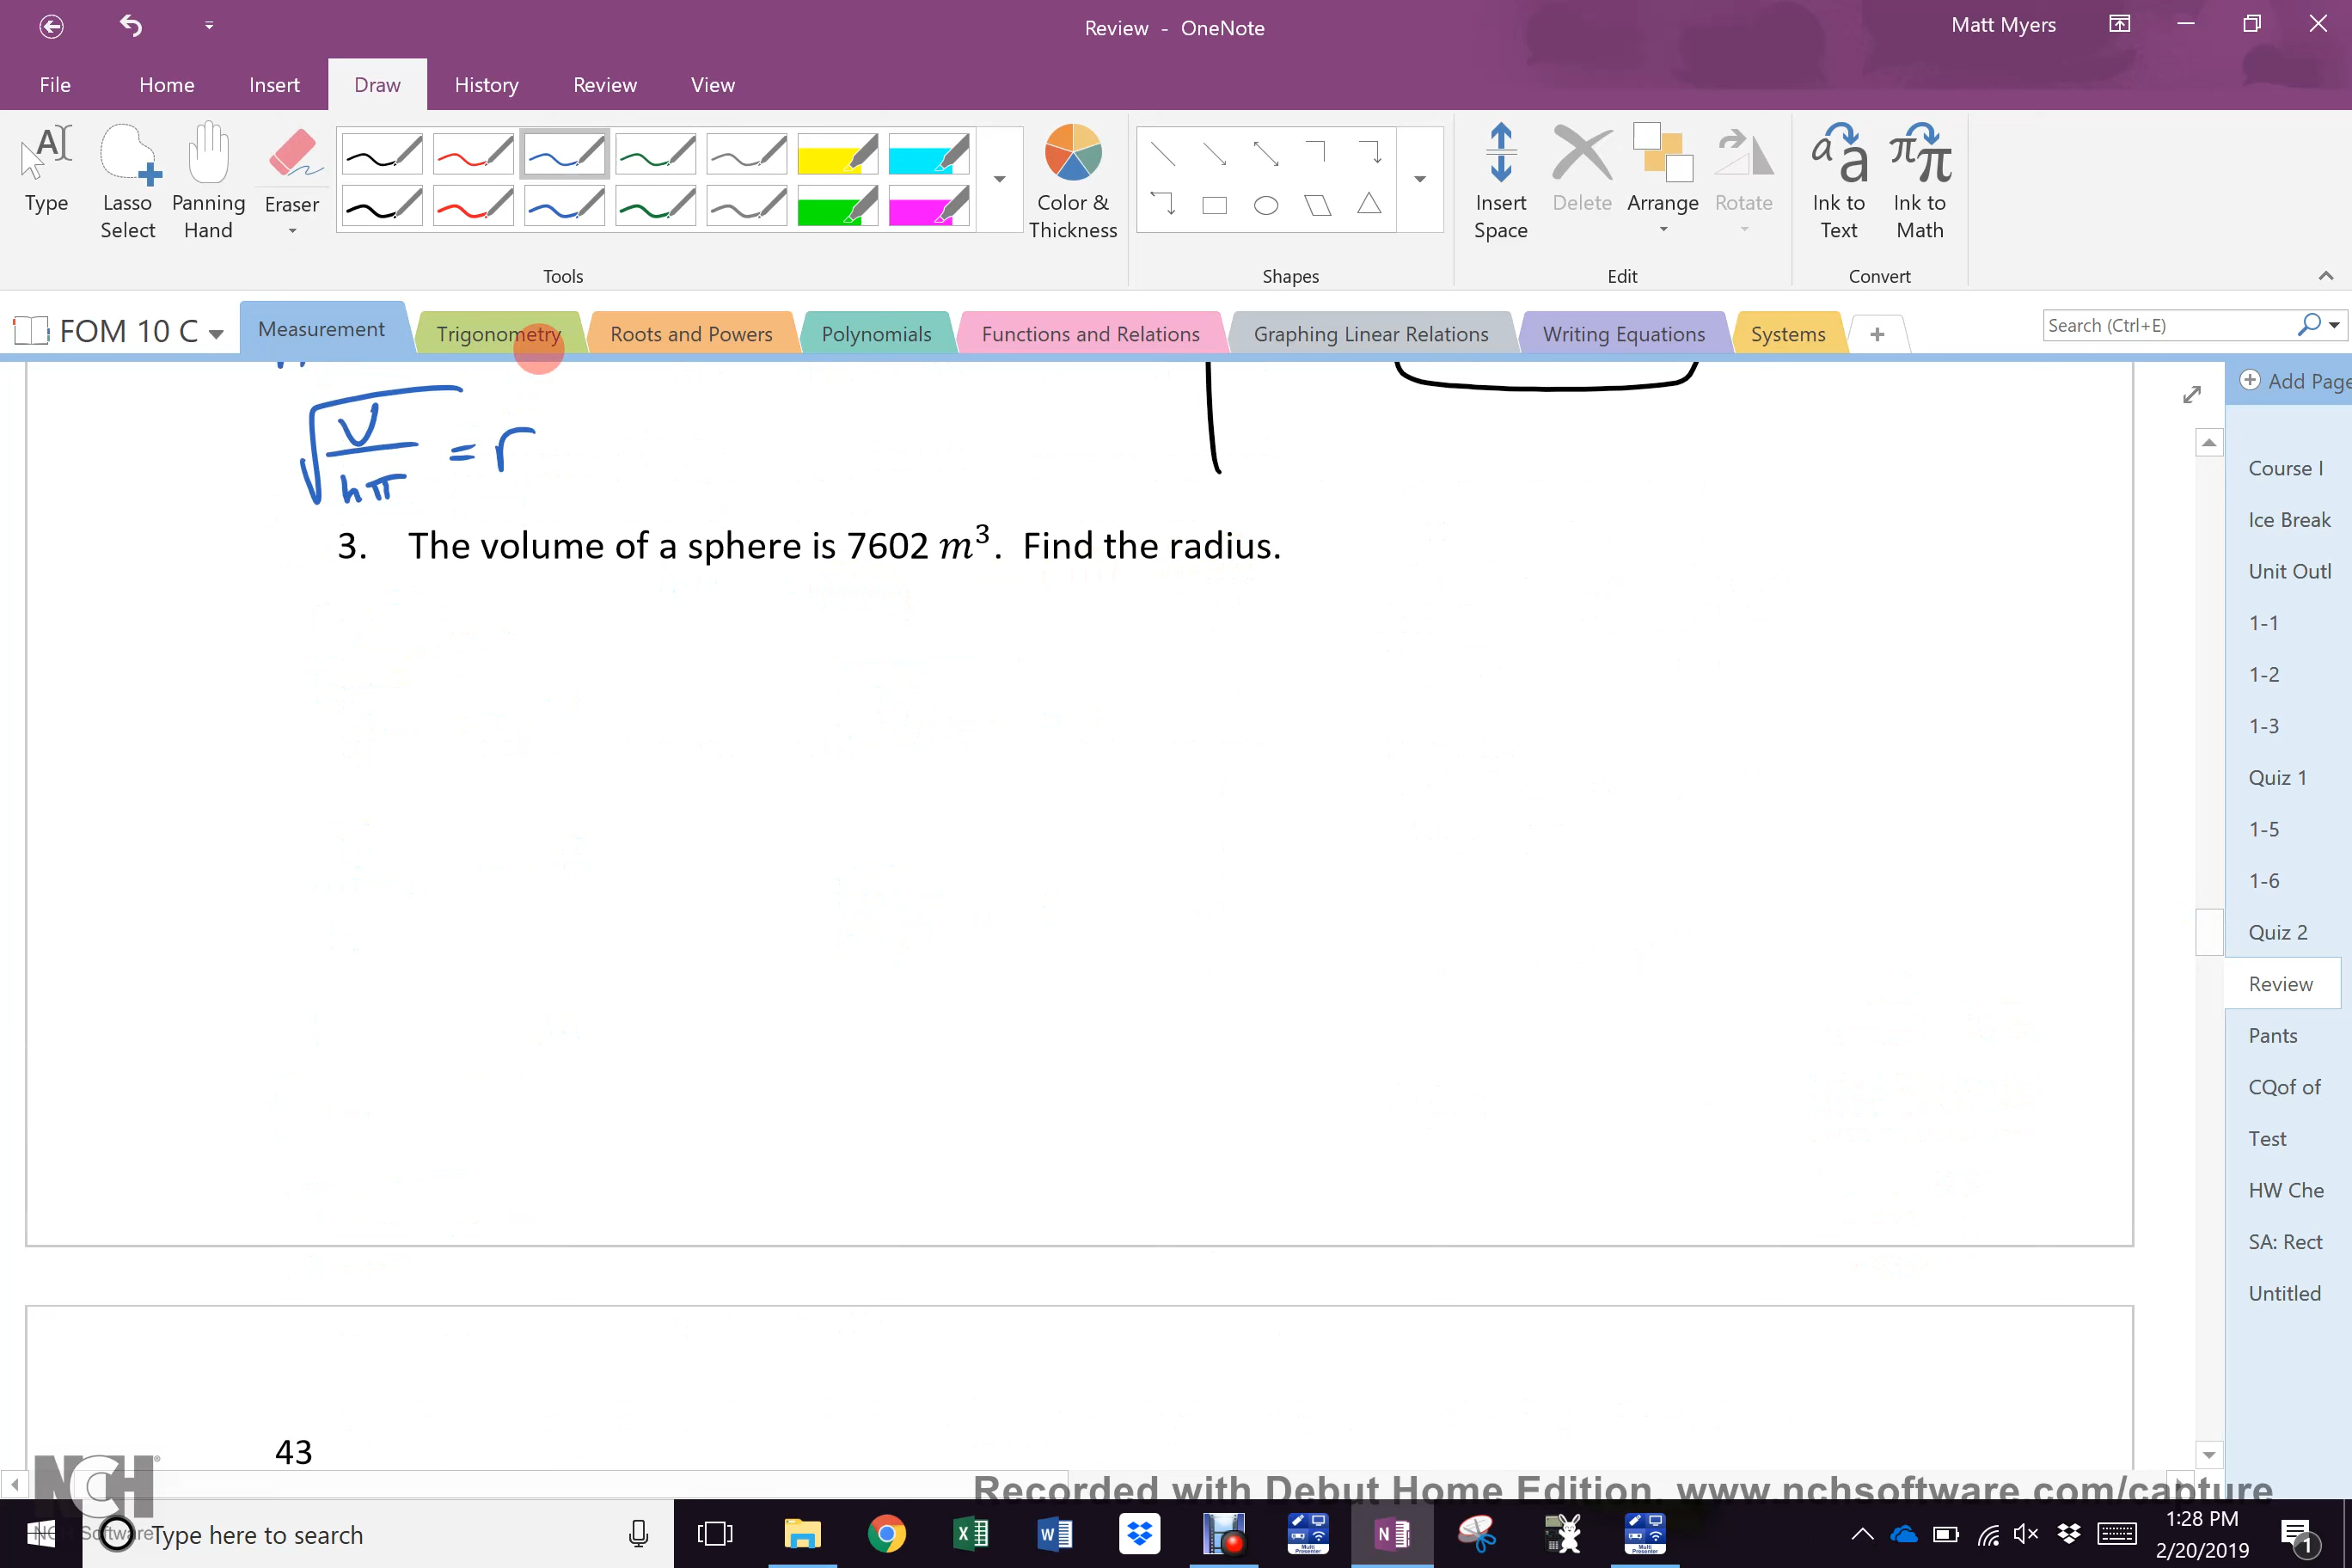 Review - OneNote
Matt Myers
File Home Insert Draw History Review View
Type
Lasso Select
Panning Hand
Eraser
Color & Thickness
Insert Space
Delete
Arrange
Rotate
Ink to Text
Ink to Math
Tools
Shapes
Edit
Convert
FOM 10 C
Measurement
Trigonometry
Roots and Powers
Polynomials
Functions and Relations
Graphing Linear Relations
Writing Equations
Systems
+
Search (Ctrl+E)
Add Page
√(V/hπ) = r
3. The volume of a sphere is 7602 m³. Find the radius.
43
Course I
Ice Break
Unit Outl
1-1
1-2
1-3
Quiz 1
1-5
1-6
Quiz 2
Review
Pants
CQof of
Test
HW Che
SA: Rect
Untitled
NCH
NCH Software
Recorded with Debut Home Edition. www.nchsoftware.com/capture
Type here to search
1:28 PM
2/20/2019
1